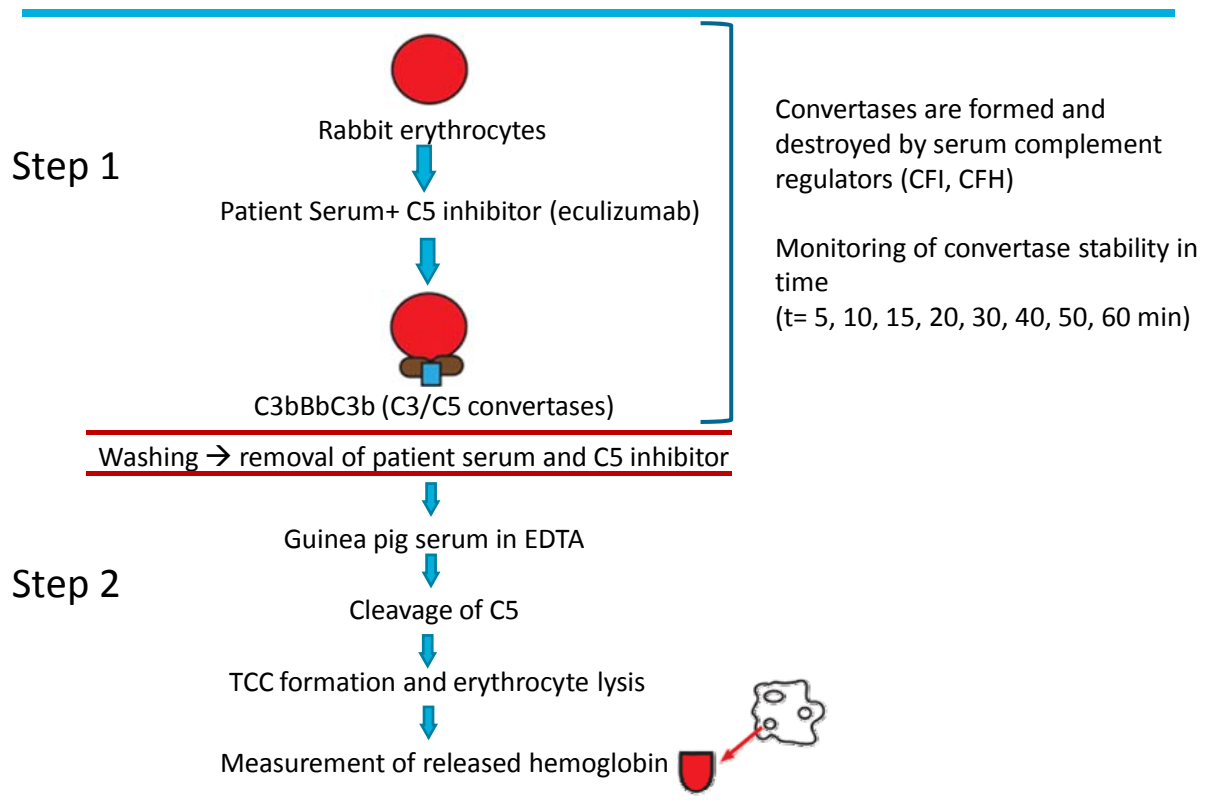 Rabbit erythrocytes
Step 1
Patient Serum+ C5 inhibitor (eculizumab)
C3bBbC3b (C3/C5 convertases)
Convertases are formed and
destroyed by serum complement
regulators (CFI, CFH)
Monitoring of convertase stability in
time
(t= 5, 10, 15, 20, 30, 40, 50, 60 min)
Washing → removal of patient serum and C5 inhibitor
Guinea pig serum in EDTA
Step 2
Cleavage of C5
TCC formation and erythrocyte lysis
Measurement of released hemoglobin